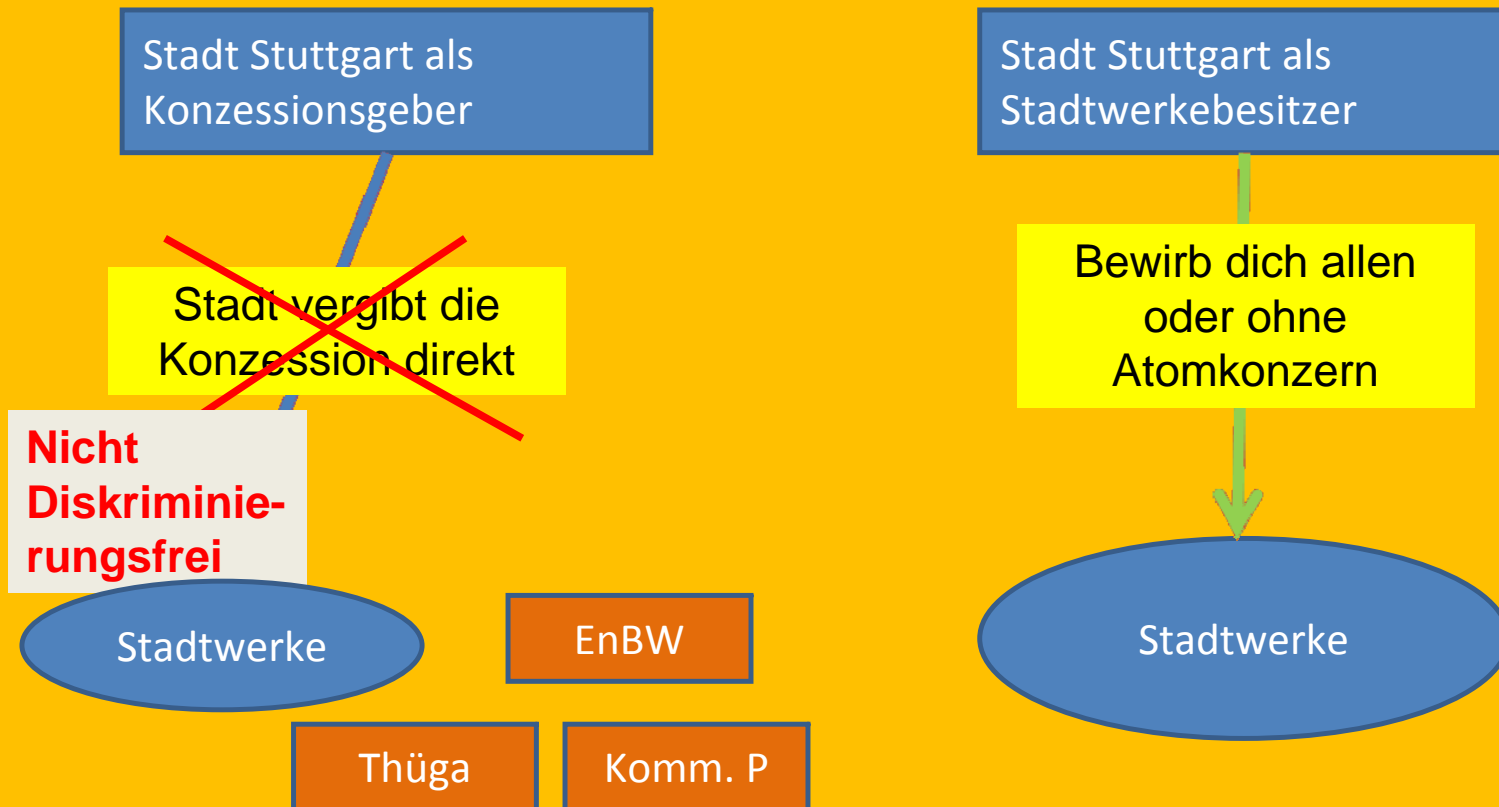 Stadt Stuttgart als
Konzessionsgeber
Stadt vergibt die
Konzession direkt
Nicht
Diskriminie-
rungsfrei
Stadtwerke
EnBW
Thüga
Komm. P
Stadt Stuttgart als
Stadtwerkebesitzer
Bewirb dich allen
oder ohne
Atomkonzern
Stadtwerke